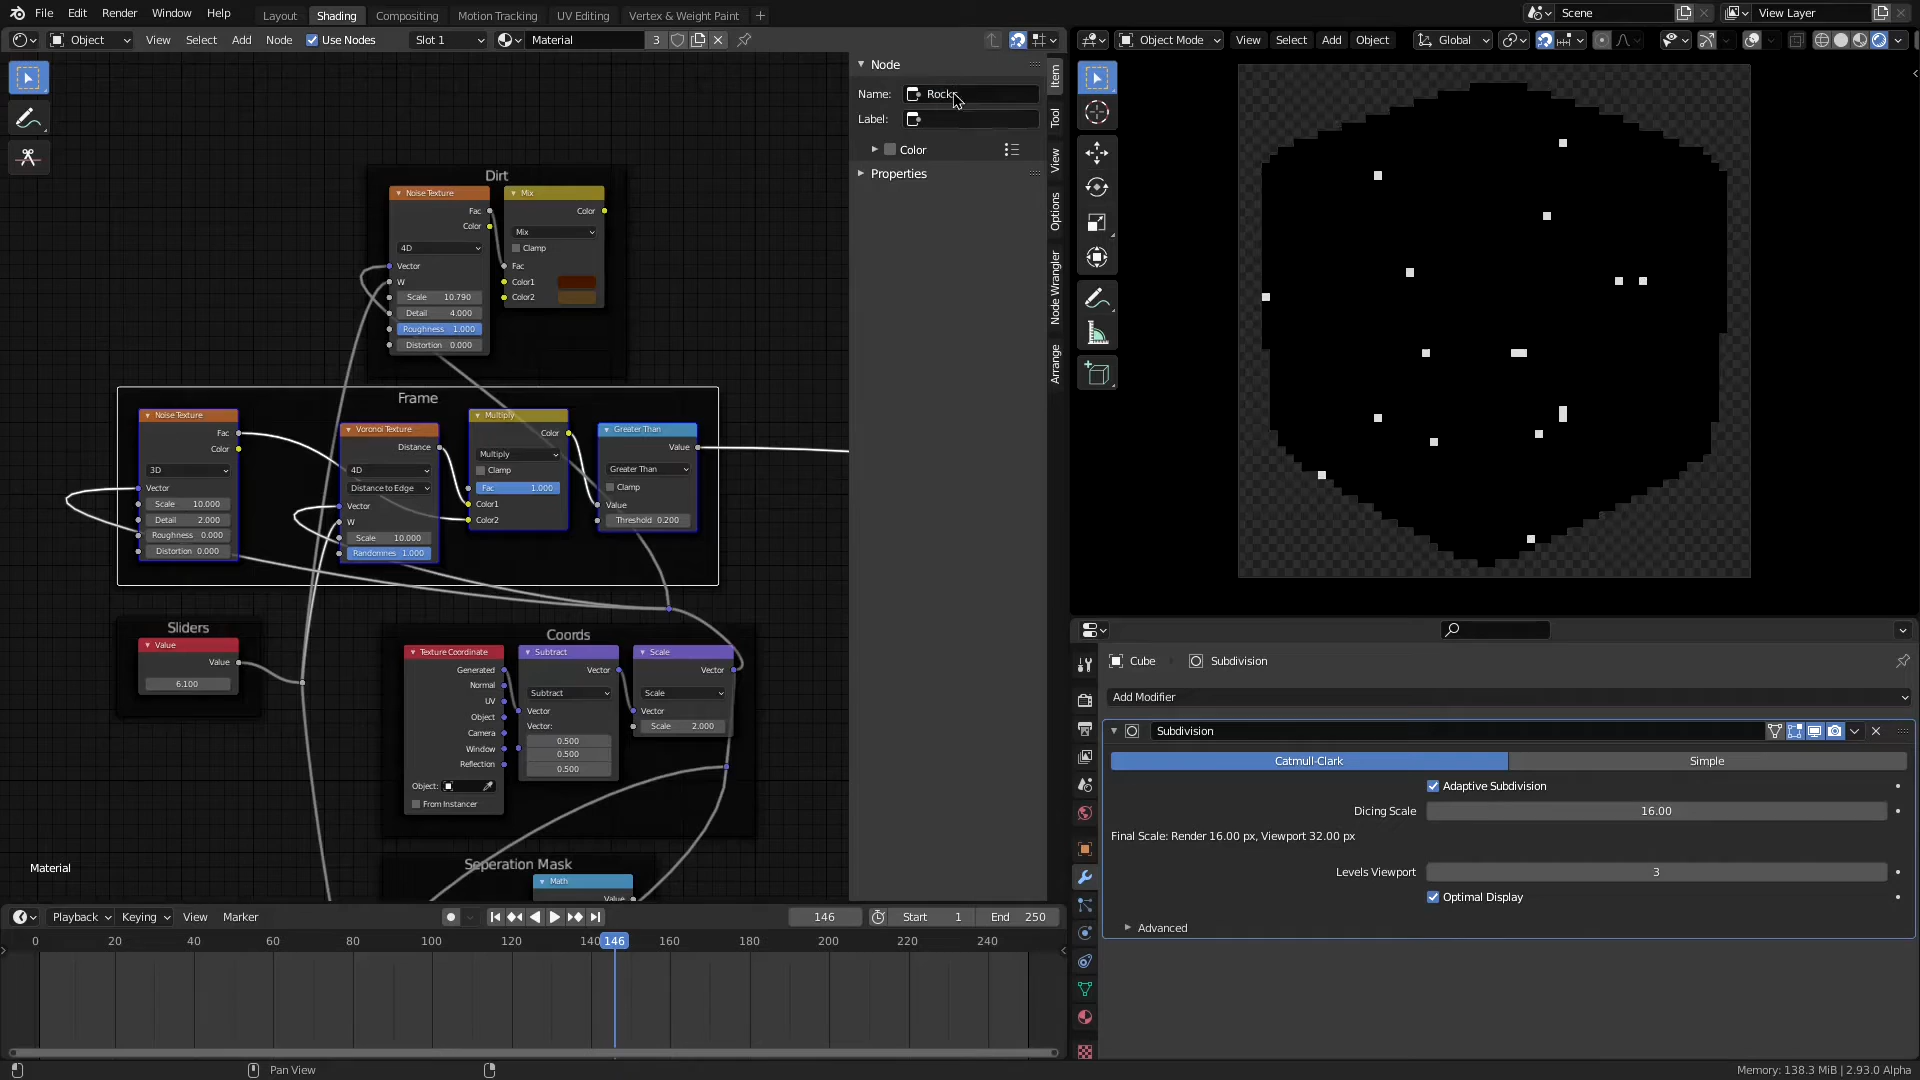 File Edit Render Window Help Layout Shading Compositing Motion Tracking UV Editing Vertex & Weight Paint + Scene View Layer
Object View Select Add Node Use Nodes Slot 1 Material 3
Object Mode View Select Add Object Global
Node
Name: Rocks
Label:
Color
Properties
Item
Tool
View
Options
Node Wrangler
Arrange
Dirt
Noise Texture
Fac
Color
4D
Vector
W
Scale 10.790
Detail 4.000
Roughness 1.000
Distortion 0.000
Mix
Color
Mix
Clamp
Fac
Color1
Color2
Frame
Noise Texture
Fac
Color
3D
Vector
Scale 10.000
Detail 2.000
Roughness 0.000
Distortion 0.000
Voronoi Texture
Distance
4D
Distance to Edge
Vector
W
Scale 10.000
Randomnes 1.000
Multiply
Color
Multiply
Clamp
Fac 1.000
Color1
Color2
Greater Than
Value
Greater Than
Clamp
Value
Threshold 0.200
Sliders
Value
Value
6.100
Coords
Texture Coordinate
Generated
Normal
UV
Object
Camera
Window
Reflection
Object:
From Instancer
Subtract
Vector
Subtract
Vector
Vector:
0.500
0.500
0.500
Scale
Vector
Scale
Vector
Scale 2.000
Seperation Mask
Math
Value
Material
Cube Subdivision
Add Modifier
Subdivision
Catmull-Clark Simple
Adaptive Subdivision
Dicing Scale 16.00
Final Scale: Render 16.00 px, Viewport 32.00 px
Levels Viewport 3
Optimal Display
Advanced
Playback Keying View Marker 146 Start 1 End 250
0 20 40 60 80 100 120 140 146 160 180 200 220 240
Pan View
Memory: 138.3 MiB | 2.93.0 Alpha